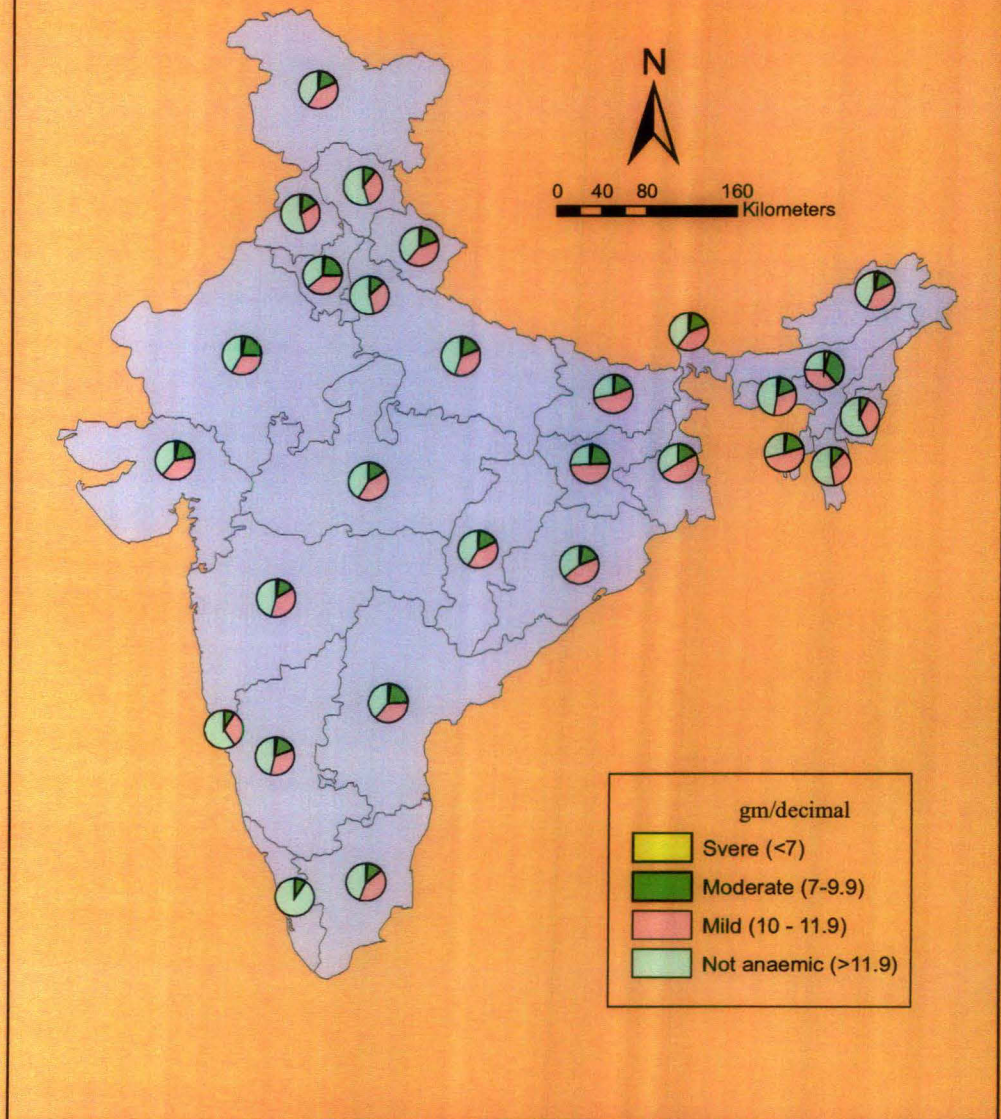 N
0 40 80 160
Kilometers
gm/decimal
Svere (<7)
Moderate (7-9.9)
Mild (10 - 11.9)
Not anaemic (>11.9)